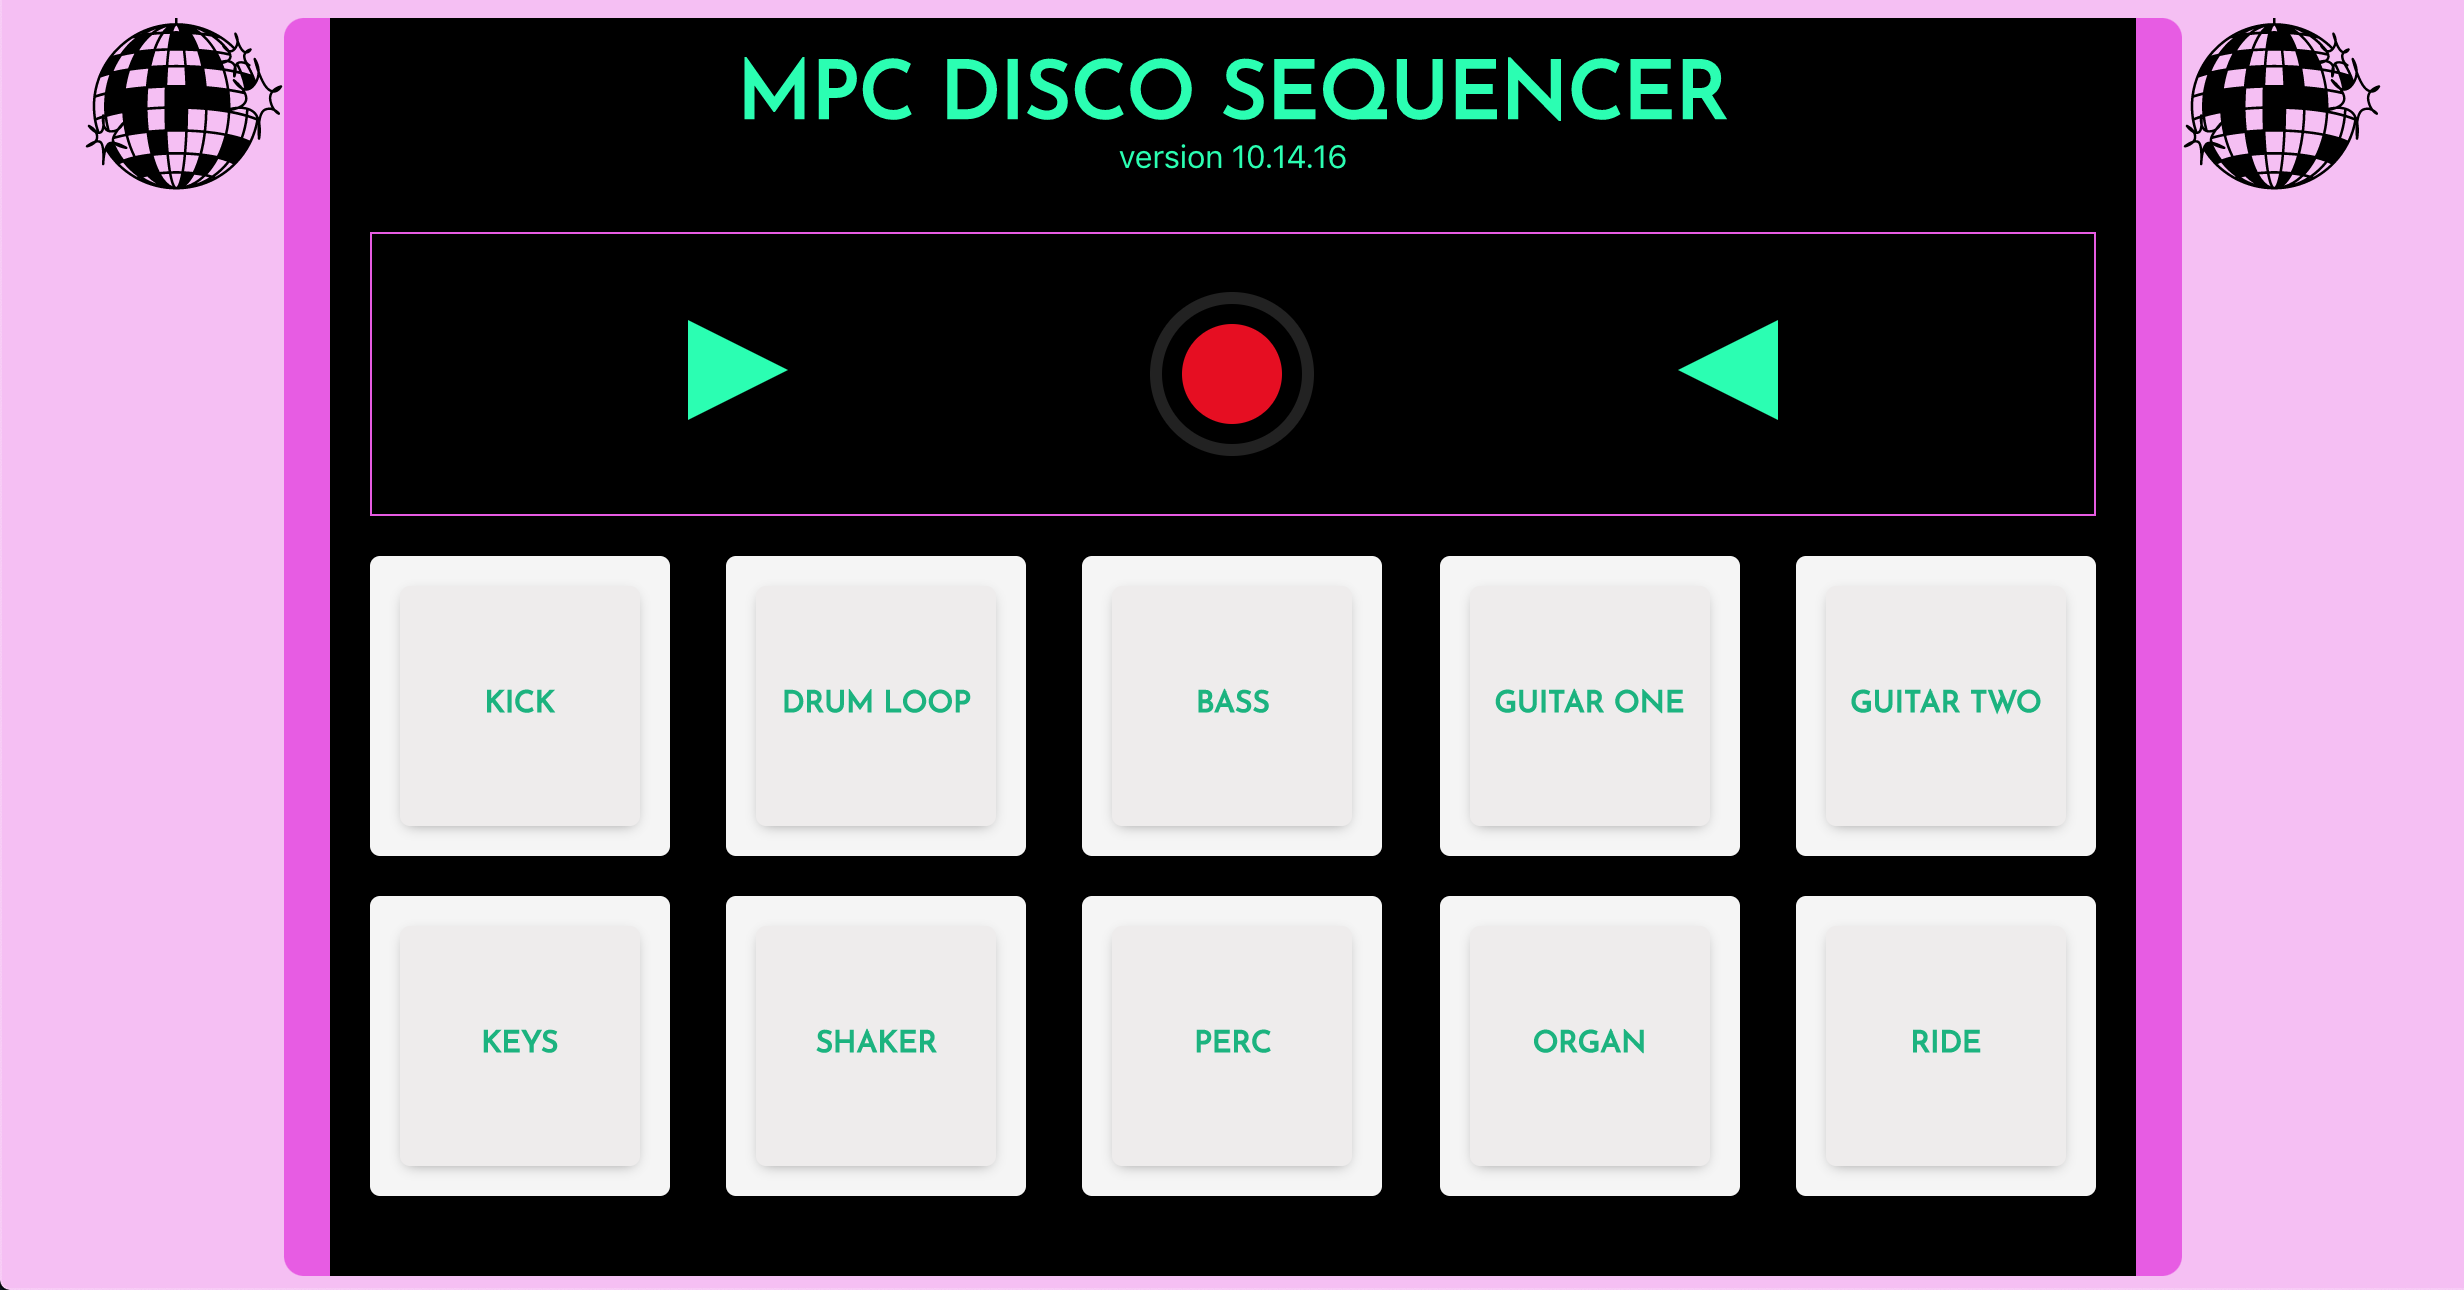 MPC DISCO SEQUENCER
version 10.14.16
KICK
DRUM LOOP
BASS
GUITAR ONE
GUITAR TWO
KEYS
SHAKER
PERC
ORGAN
RIDE